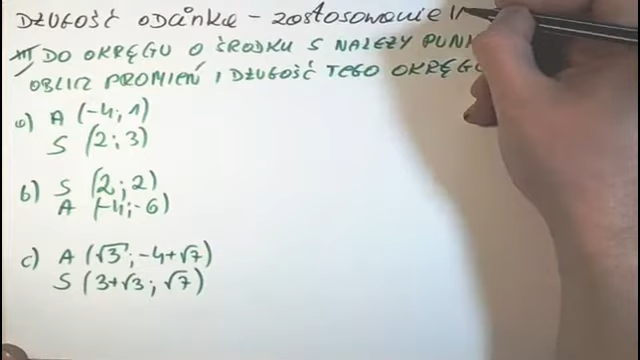 DŁUGOŚĆ ODCINKA - ZASTOSOWANIE
III DO OKRĘGU O ŚRODKU S NALEŻY
OBLICZ PROMIEŃ I DŁUGOŚĆ TEGO OKRĘGU
a) A (-4; 1)
S (2; 3)
b) S (2; 2)
A (-4; -6)
c) A (√3; -4+√7)
S (3+√3; √7)